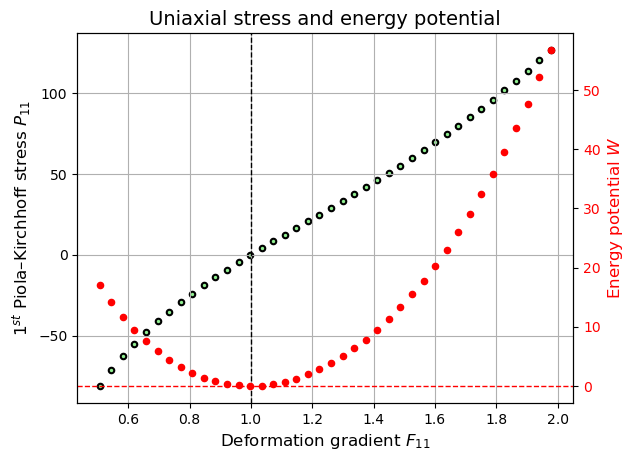 Uniaxial stress and energy potential
1st Piola–Kirchhoff stress P11
100
50
0
−50
50
40
30
20
10
0
Energy potential W
0.6 0.8 1.0 1.2 1.4 1.6 1.8 2.0
Deformation gradient F11